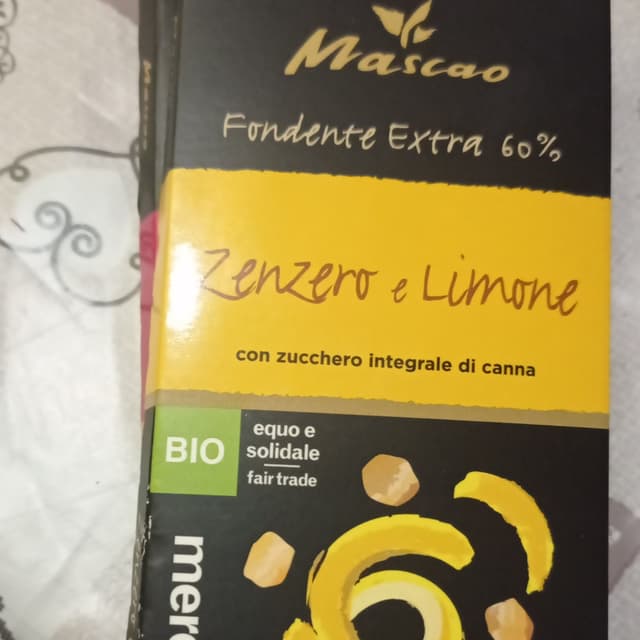 Mascao
Fondente Extra 60%
Zenzero e Limone
con zucchero integrale di canna
BIO
equo e
solidale
fair trade